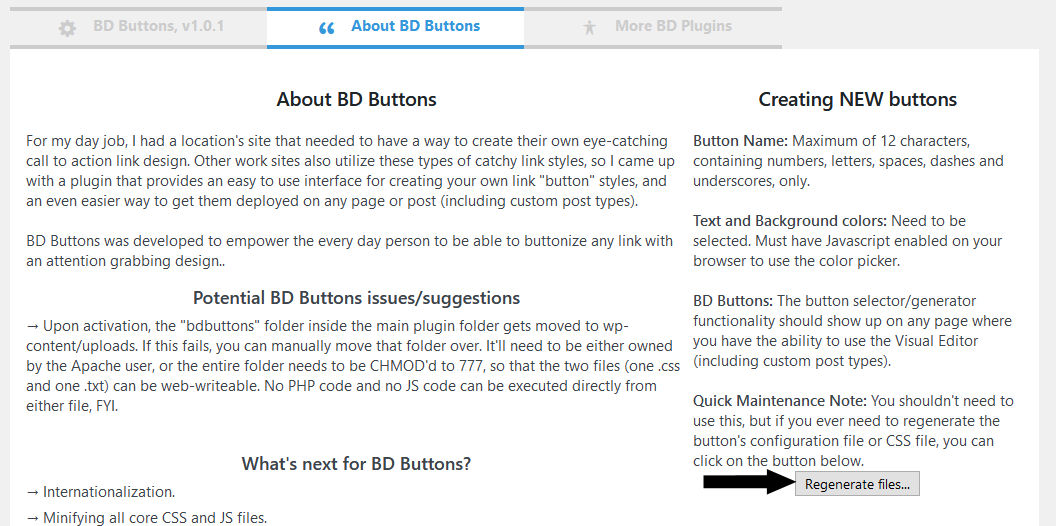 BD Buttons, v1.0.1
About BD Buttons
More BD Plugins
About BD Buttons
For my day job, I had a location's site that needed to have a way to create their own eye-catching
call to action link design. Other work sites also utilize these types of catchy link styles, so I came up
with a plugin that provides an easy to use interface for creating your own link "button" styles, and
an even easier way to get them deployed on any page or post (including custom post types).
BD Buttons was developed to empower the every day person to be able to buttonize any link with
an attention grabbing design..
Potential BD Buttons issues/suggestions
→ Upon activation, the "bdbuttons" folder inside the main plugin folder gets moved to wp-
content/uploads. If this fails, you can manually move that folder over. It'll need to be either owned
by the Apache user, or the entire folder needs to be CHMOD'd to 777, so that the two files (one .css
and one .txt) can be web-writeable. No PHP code and no JS code can be executed directly from
either file, FYI.
What's next for BD Buttons?
→ Internationalization.
→ Minifying all core CSS and JS files.
Creating NEW buttons
Button Name: Maximum of 12 characters,
containing numbers, letters, spaces, dashes and
underscores, only.
Text and Background colors: Need to be
selected. Must have Javascript enabled on your
browser to use the color picker.
BD Buttons: The button selector/generator
functionality should show up on any page where
you have the ability to use the Visual Editor
(including custom post types).
Quick Maintenance Note: You shouldn't need to
use this, but if you ever need to regenerate the
button's configuration file or CSS file, you can
click on the button below.
Regenerate files...